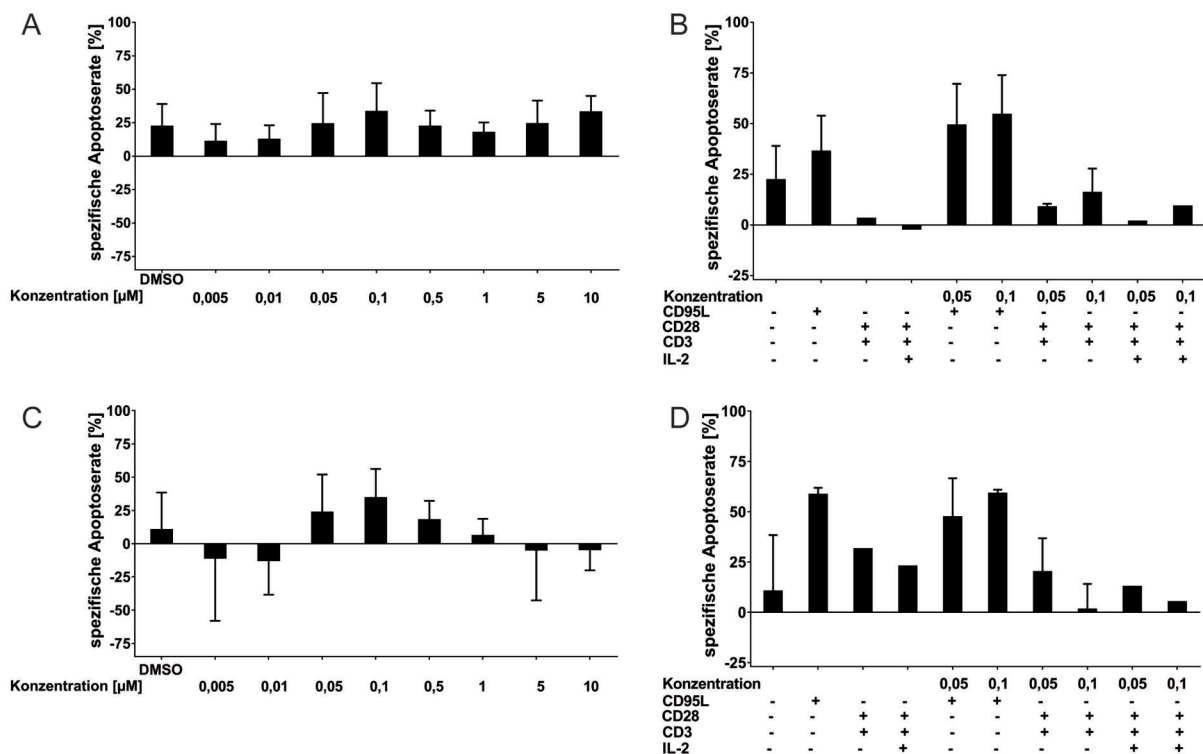 A
spezifische Apoptoserate [%]
100
75
50
25
0
-25
-50
-75
DMSO
Konzentration [µM] 0,005 0,01 0,05 0,1 0,5 1 5 10
B
spezifische Apoptoserate [%]
100
75
50
25
0
-25
Konzentration 0,05 0,1 0,05 0,1 0,05 0,1
CD95L - + - - + + - - - -
CD28 - - + + - - + + + +
CD3 - - + + - - + + + +
IL-2 - - - + - - - - + +
C
spezifische Apoptoserate [%]
100
75
50
25
0
-25
-50
-75
DMSO
Konzentration [µM] 0,005 0,01 0,05 0,1 0,5 1 5 10
D
spezifische Apoptoserate [%]
100
75
50
25
0
-25
Konzentration 0,05 0,1 0,05 0,1 0,05 0,1
CD95L - + - - + + - - - -
CD28 - - + + - - + + + +
CD3 - - + + - - + + + +
IL-2 - - - + - - - - + +